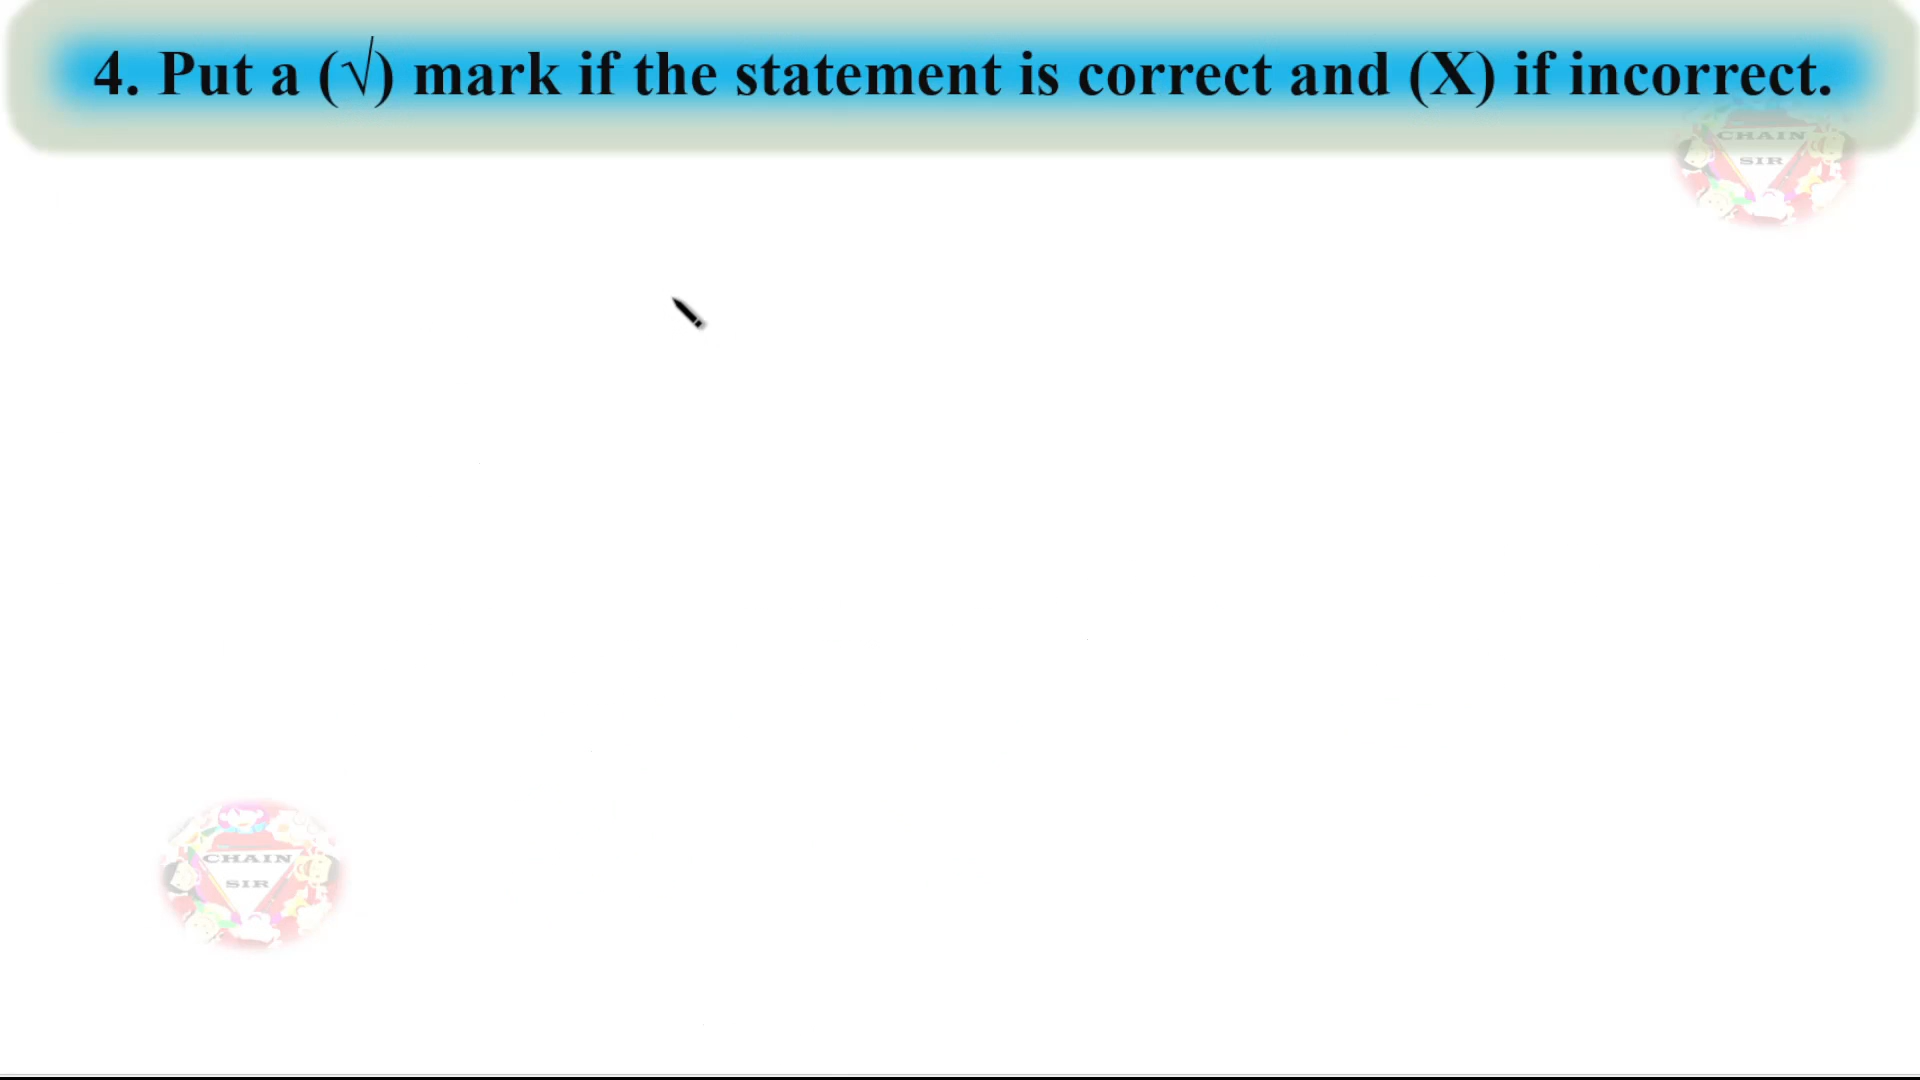 4. Put a (√) mark if the statement is correct and (X) if incorrect.
CHAIN
SIR
CHAIN
SIR